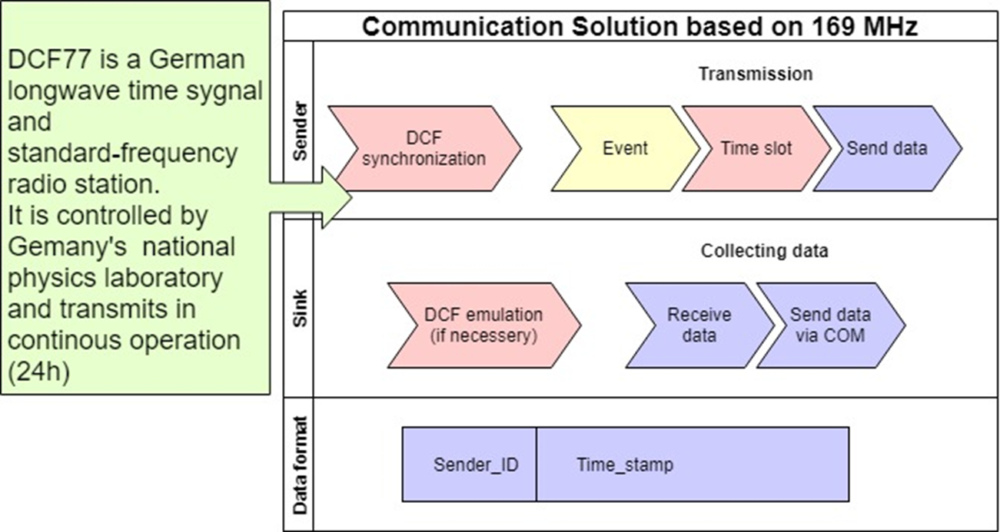 DCF77 is a German
longwave time sygnal
and
standard-frequency
radio station.
It is controlled by
Gemany's  national
physics laboratory
and transmits in
continous operation
(24h)
Communication Solution based on 169 MHz
Sender
Transmission
DCF
synchronization
Event
Time slot
Send data
Sink
Collecting data
DCF emulation
(if necessery)
Receive
data
Send data
via COM
Data format
Sender_ID
Time_stamp